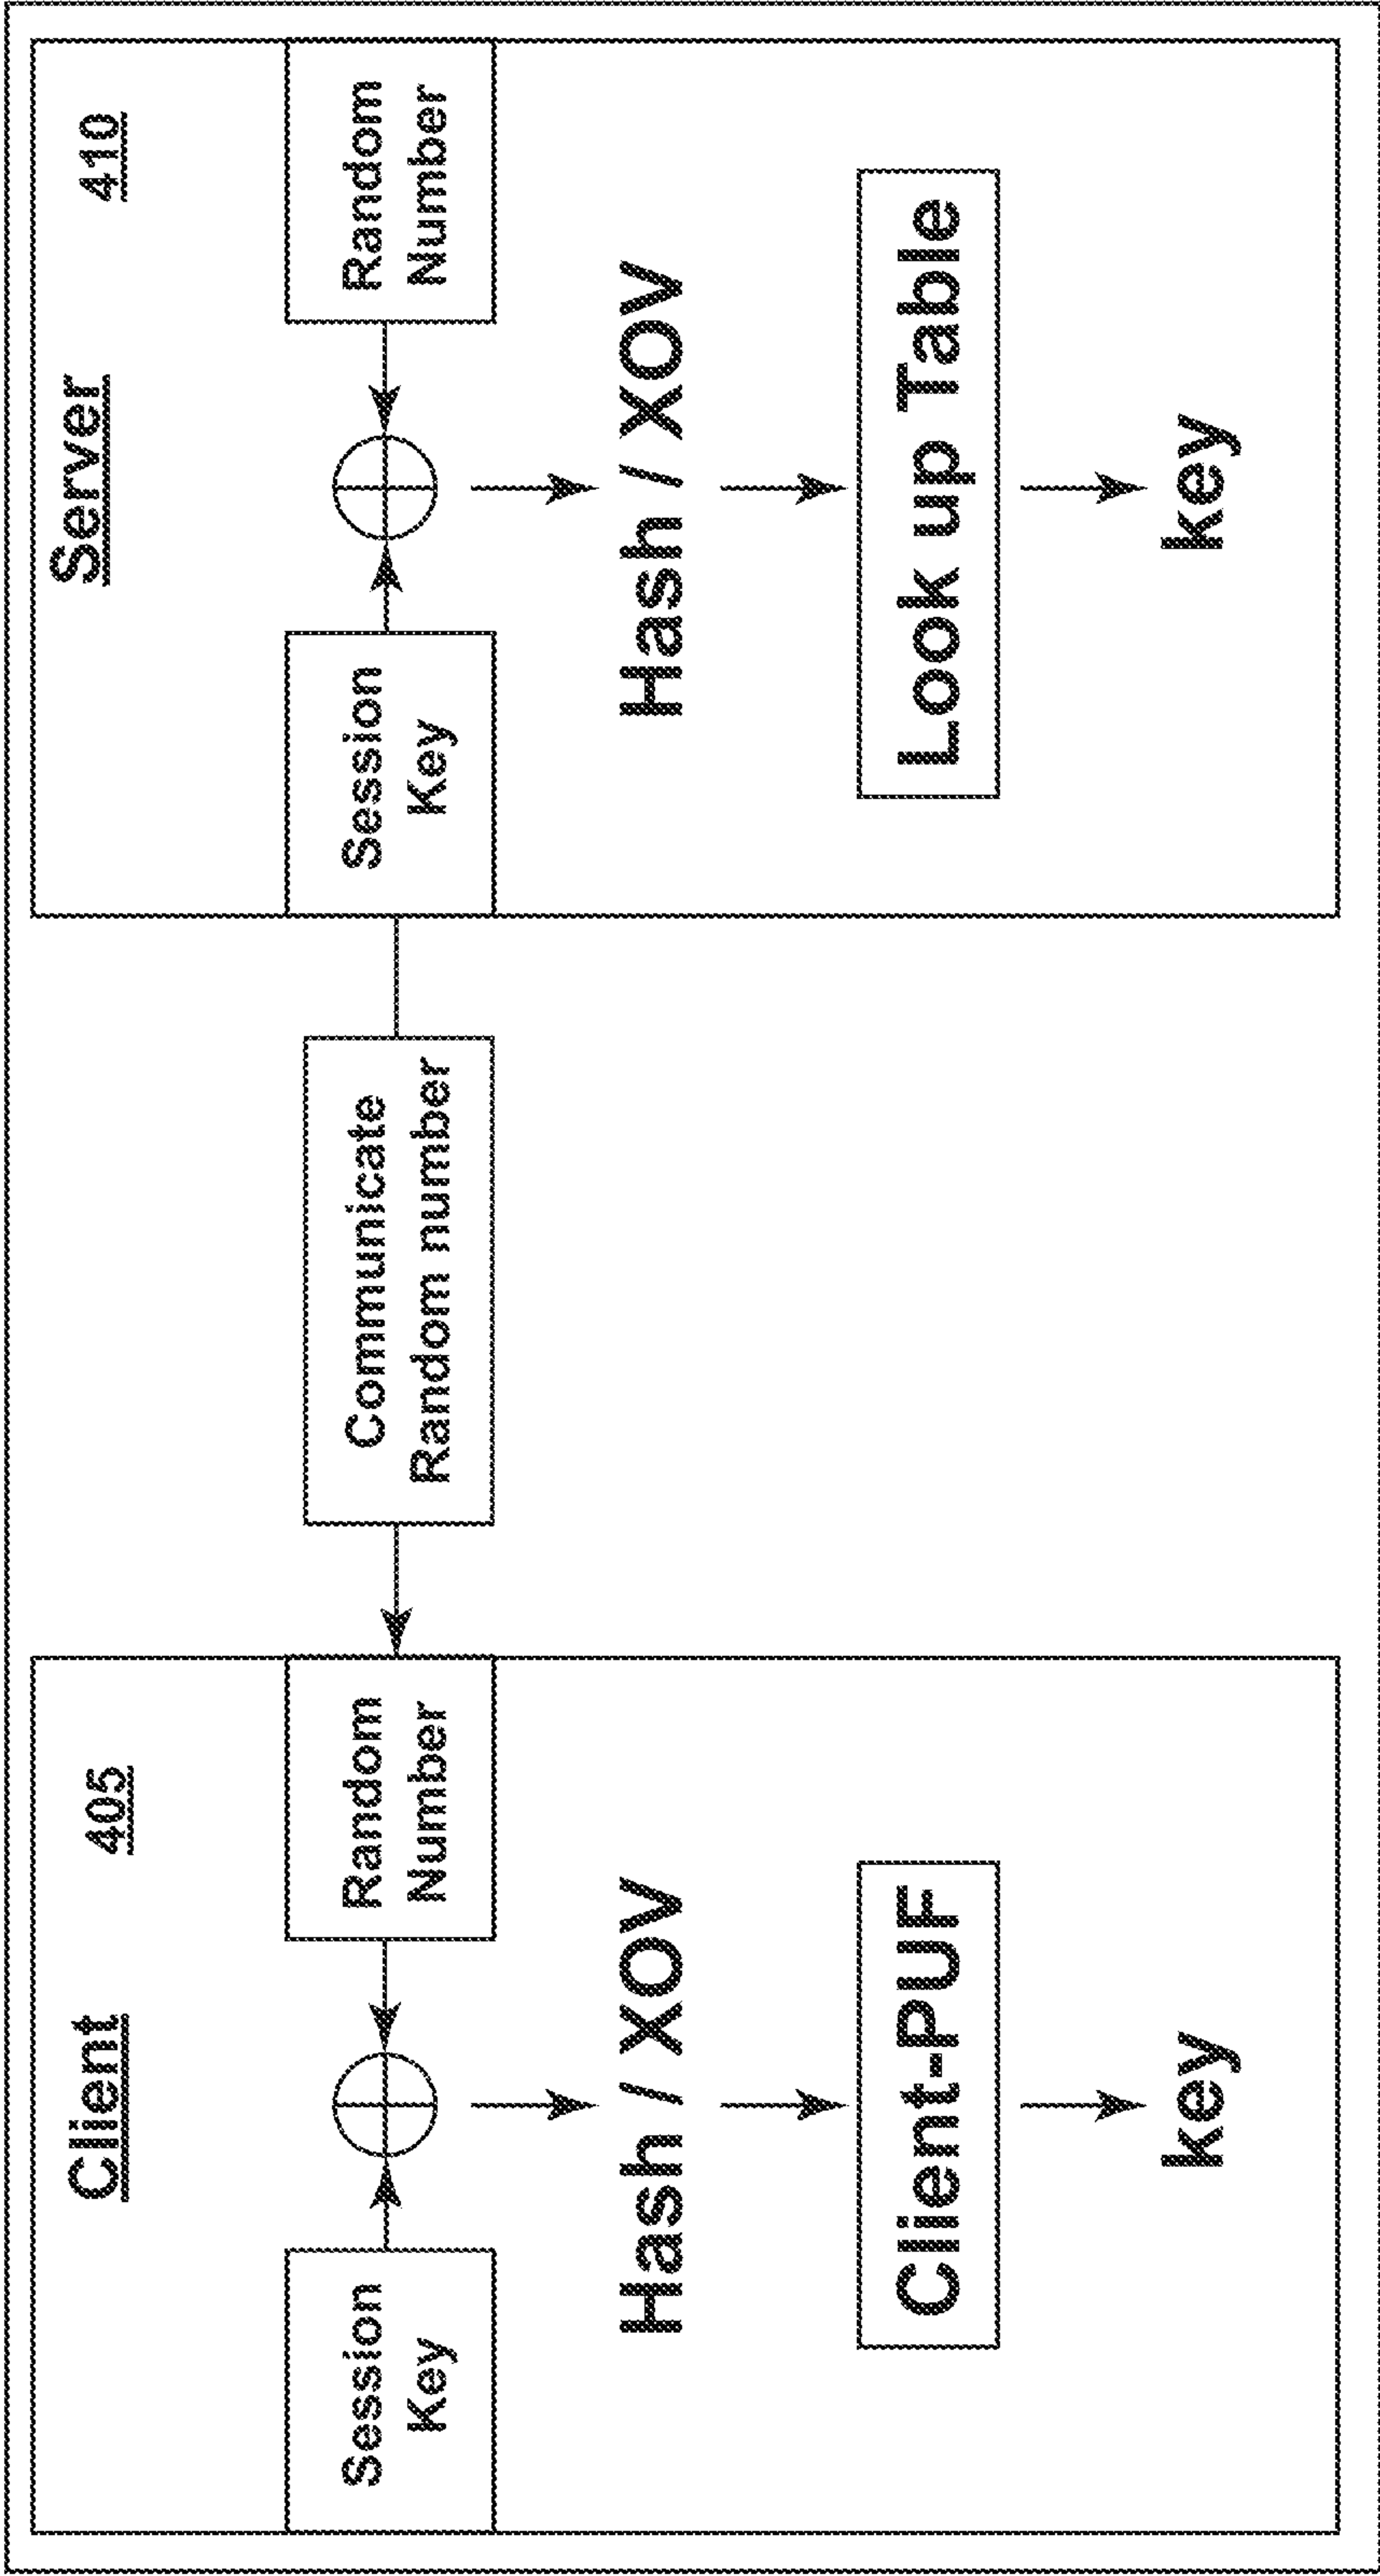 Client
405
Session
Key
Random
Number
Hash / XOV
Client-PUF
key
Communicate
Random number
Server
410
Session
Key
Random
Number
Hash / XOV
Look up Table
key